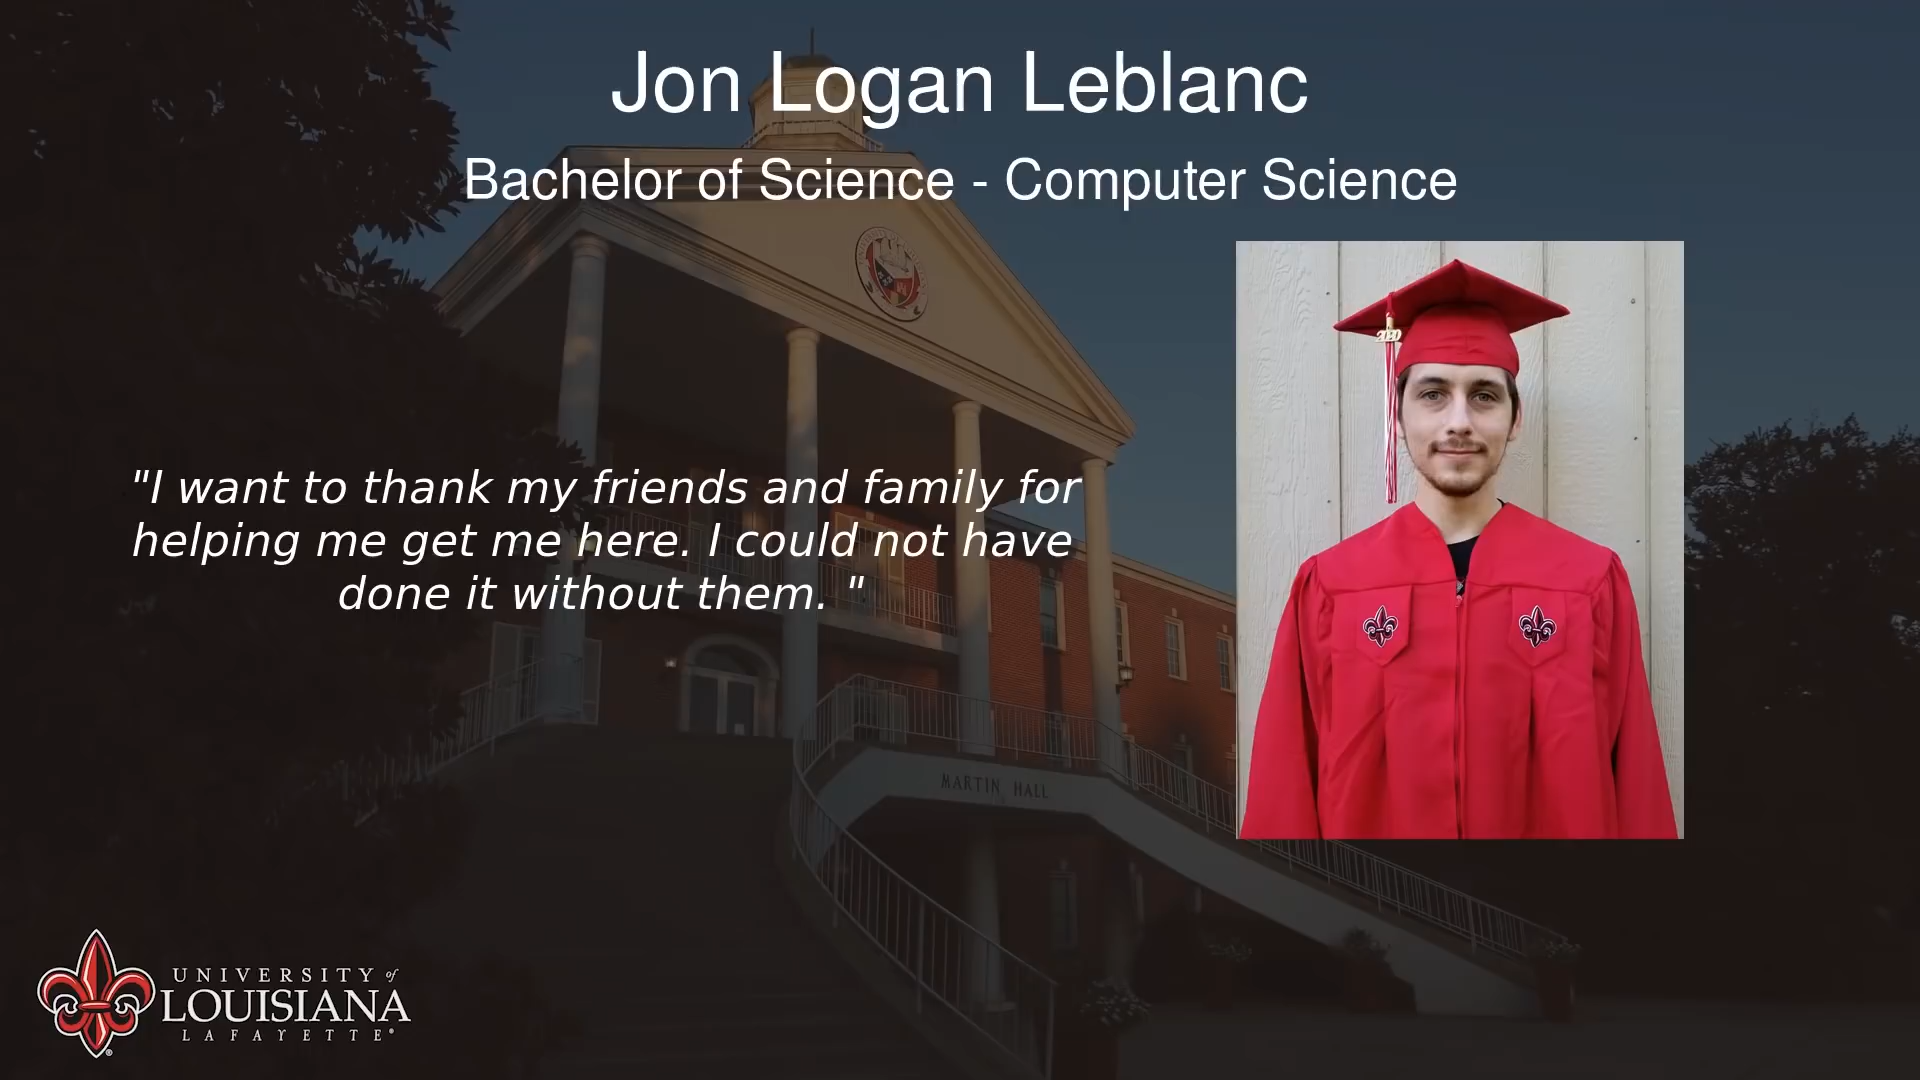 Jon Logan Leblanc
Bachelor of Science - Computer Science
2020
"I want to thank my friends and family for
helping me get me here. I could not have
done it without them. "
MARTIN HALL
UNIVERSITY of
LOUISIANA
LAFAYETTE®